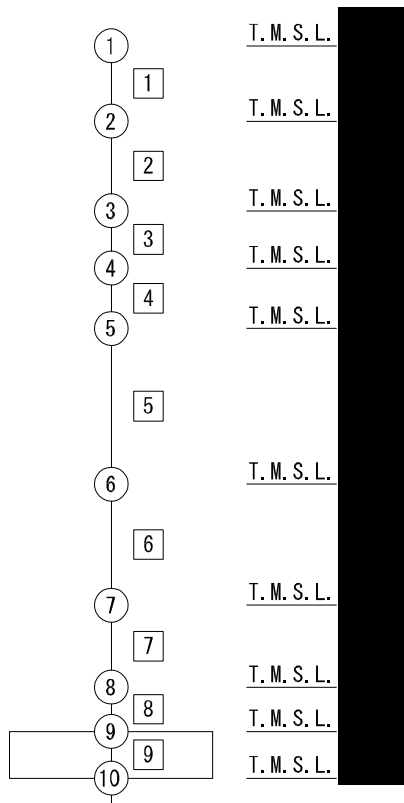 ① T.M.S.L.
1
② T.M.S.L.
2
③ T.M.S.L.
3
④ T.M.S.L.
4
⑤ T.M.S.L.
5
⑥ T.M.S.L.
6
⑦ T.M.S.L.
7
⑧ T.M.S.L.
8
⑨ T.M.S.L.
9
⑩ T.M.S.L.